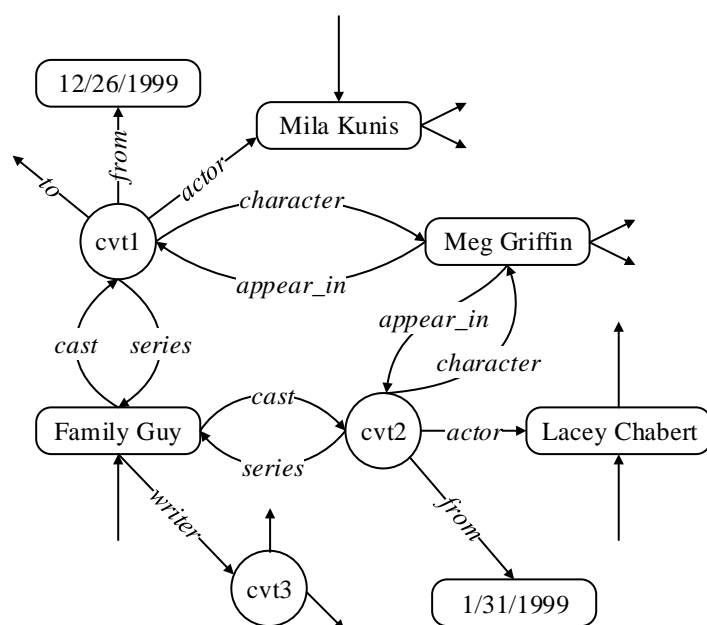 12/26/1999
Mila Kunis
to
from
actor
character
cvt1
Meg Griffin
appear_in
appear_in
cast
series
character
cast
Family Guy
cvt2
actor
Lacey Chabert
series
writer
from
cvt3
1/31/1999